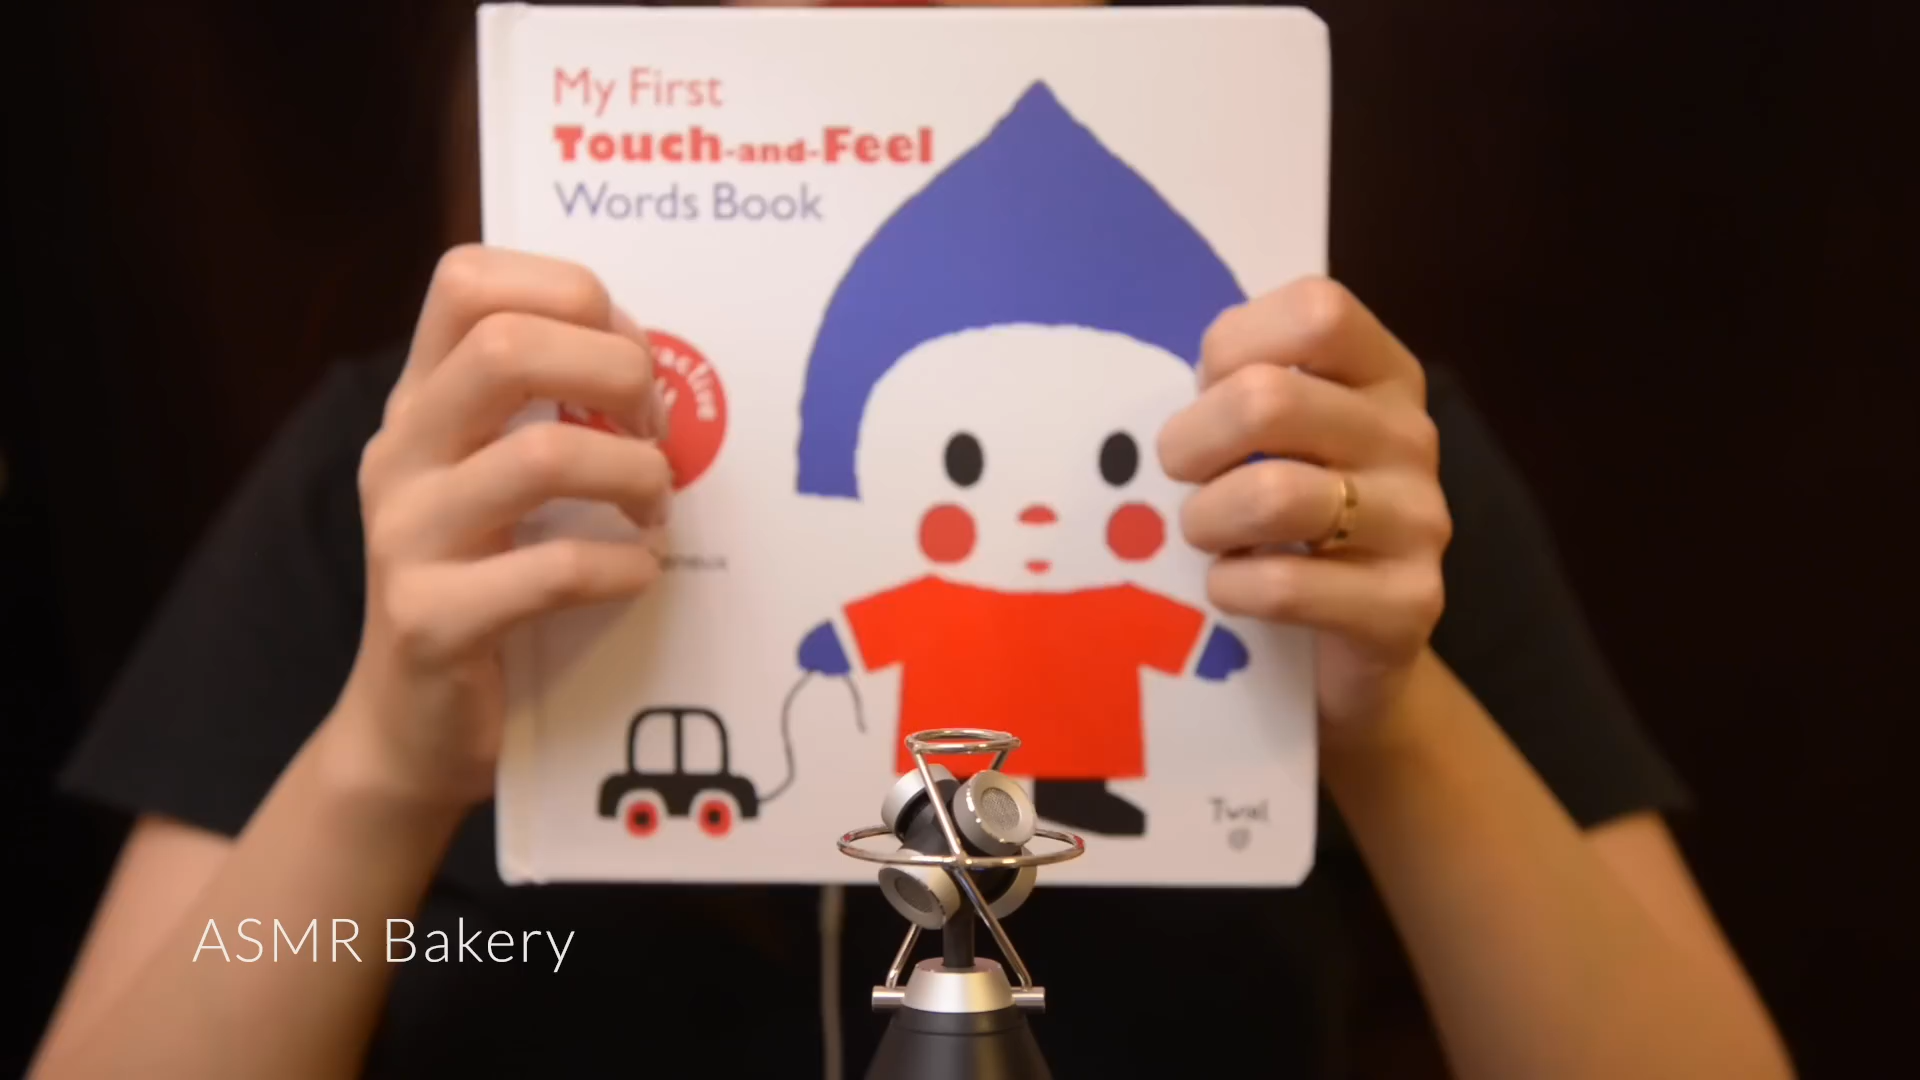 My First
Touch-and-Feel
Words Book
Twirl
ASMR Bakery